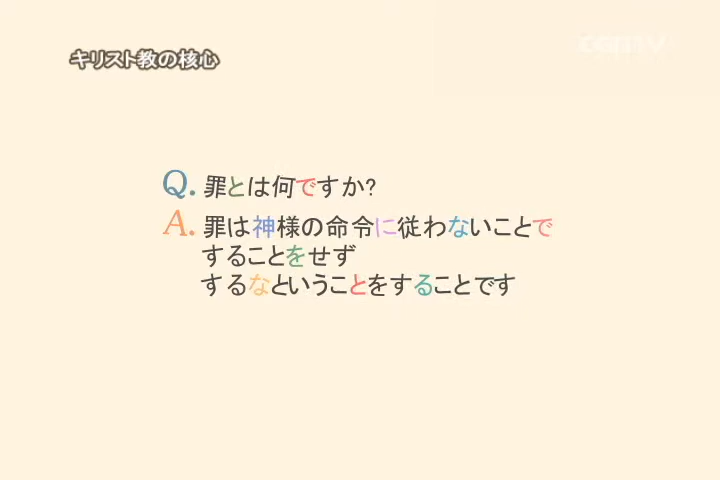 キリスト教の核心
CGNTV
Q. 罪とは何ですか?
A. 罪は神様の命令に従わないことで
することをせず
するなということをすることです